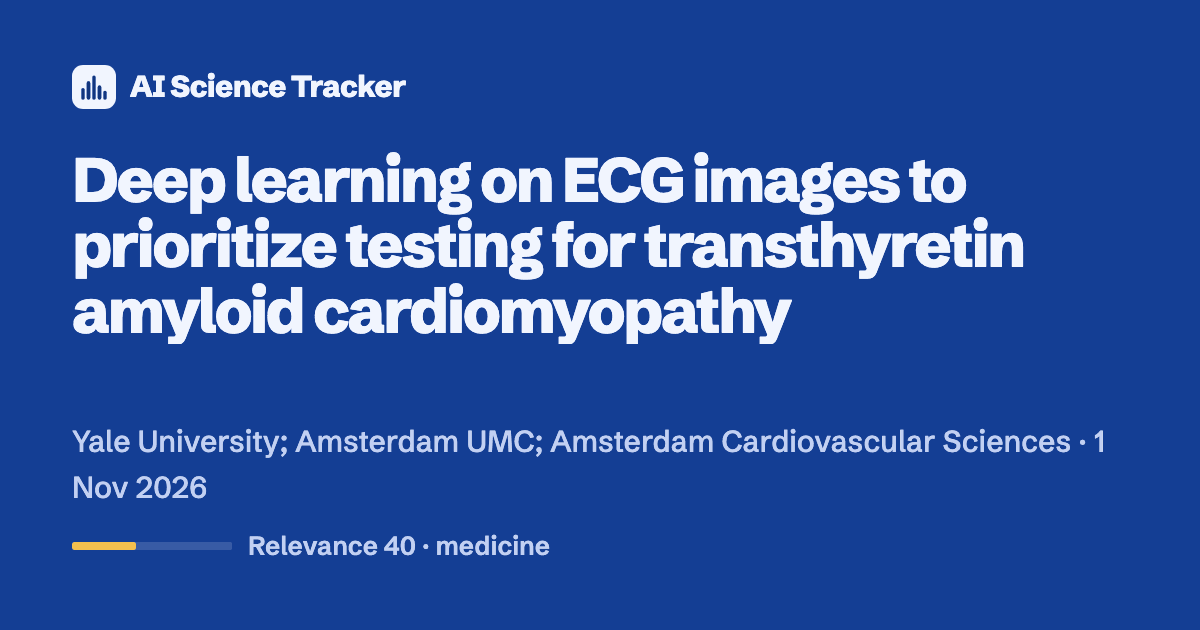 AI Science Tracker
Deep learning on ECG images to
prioritize testing for transthyretin
amyloid cardiomyopathy
Yale University; Amsterdam UMC; Amsterdam Cardiovascular Sciences · 1
Nov 2026
Relevance 40 · medicine